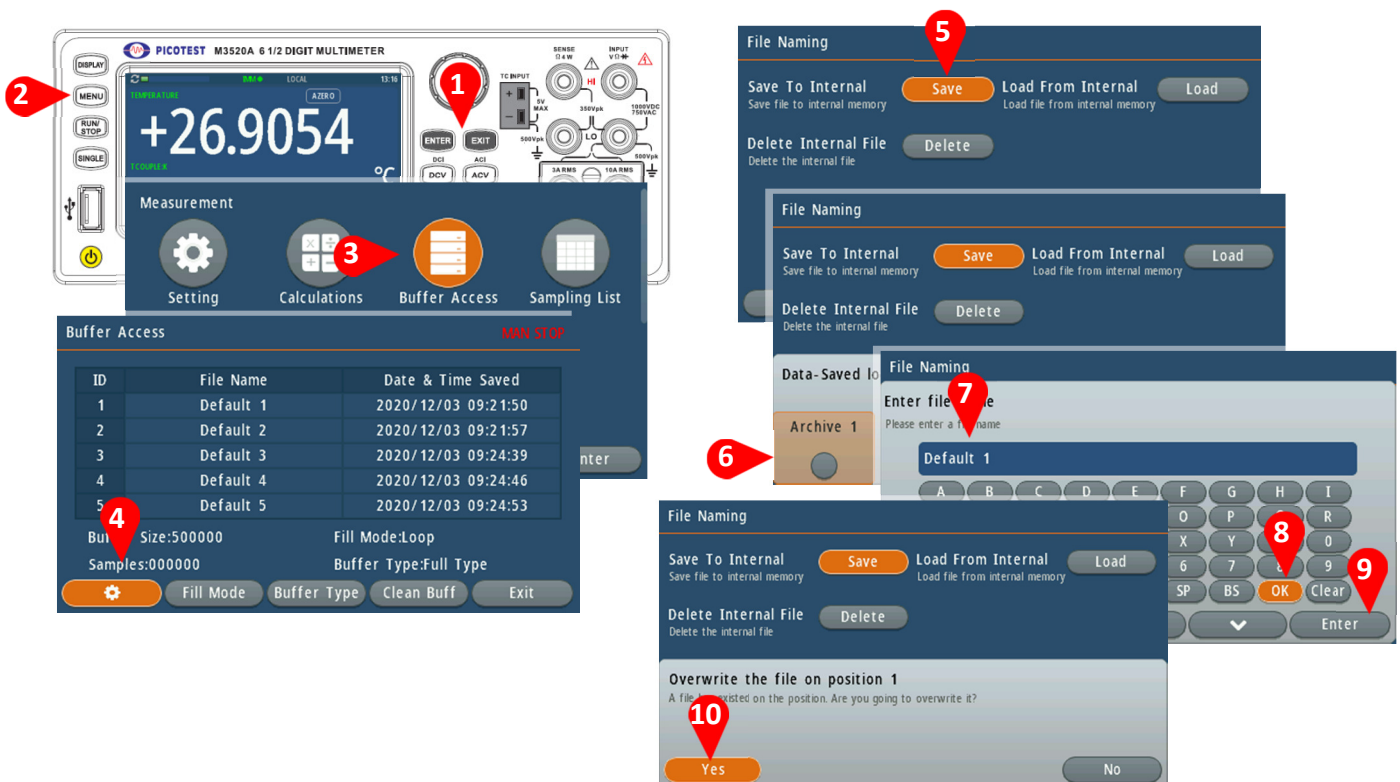 PICOTEST M3520A 6 1/2 DIGIT MULTIMETER
DISPLAY
MENU
RUN/
STOP
SINGLE
LOCAL
13:16
TEMPERATURE
AZERO
+26.9054
TCOUPLE:K
°C
ENTER
EXIT
DCI
ACI
DCV
ACV
TC INPUT
5V
MAX
SENSE
Ω 4 W
INPUT
HI
350Vpk
1000VDC
750VAC
500Vpk
LO
500Vpk
3A RMS
10A RMS
1
2
Measurement
3
Setting
Calculations
Buffer Access
Sampling List
Buffer Access
MAN STOP
ID File Name Date & Time Saved
1 Default 1 2020/12/03 09:21:50
2 Default 2 2020/12/03 09:21:57
3 Default 3 2020/12/03 09:24:39
4 Default 4 2020/12/03 09:24:46
5 Default 5 2020/12/03 09:24:53
4
Size:500000 Fill Mode:Loop
Samples:000000 Buffer Type:Full Type
Fill Mode
Buffer Type
Clean Buff
Exit
nter
File Naming
5
Save To Internal
Save file to internal memory
Save
Load From Internal
Load file from internal memory
Load
Delete Internal File
Delete the internal file
Delete
File Naming
Save To Internal
Save file to internal memory
Save
Load From Internal
Load file from internal memory
Load
Delete Internal File
Delete the internal file
Delete
Data-Saved lo
Archive 1
6
File Naming
Enter file
7
Please enter a name
Default 1
A B C D E F G H I
O P R
X Y 0
6 7 8 9
SP BS OK Clear
8
9
Enter
File Naming
Save To Internal
Save file to internal memory
Save
Load From Internal
Load file from internal memory
Load
Delete Internal File
Delete the internal file
Delete
Overwrite the file on position 1
A file existed on the position. Are you going to overwrite it?
10
Yes
No